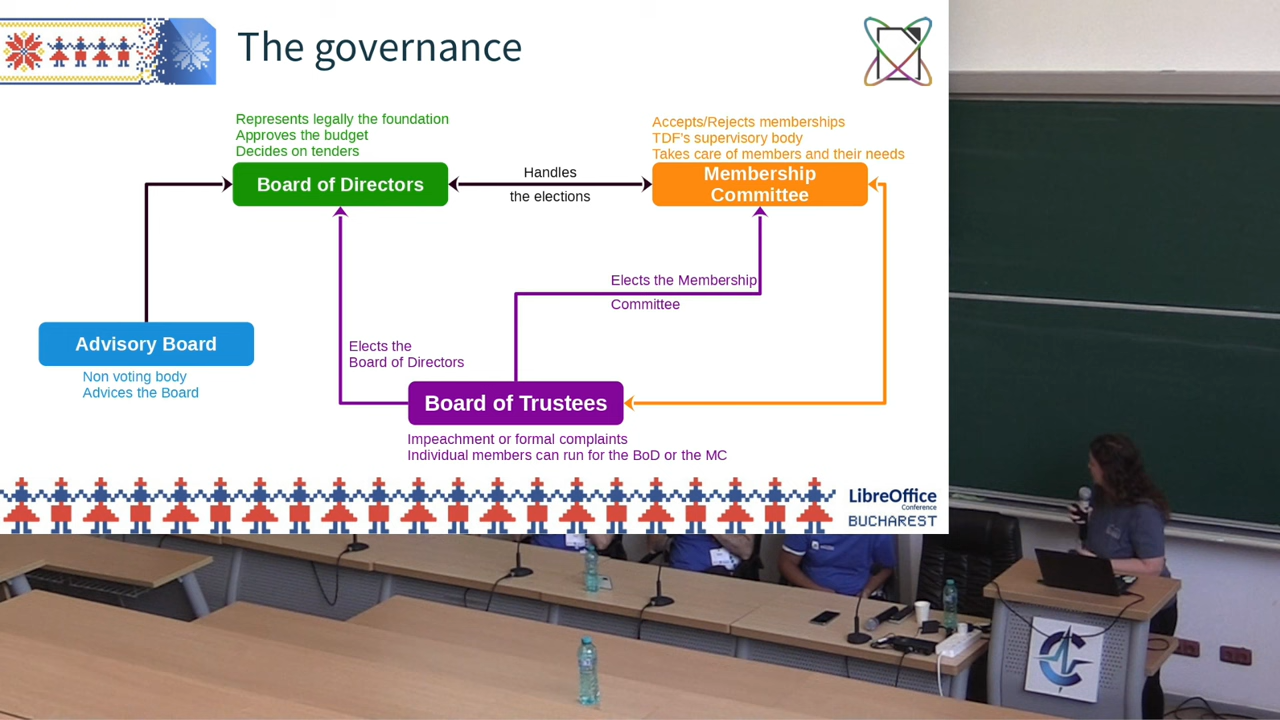 The governance
Represents legally the foundation
Approves the budget
Decides on tenders
Board of Directors
Handles
the elections
Accepts/Rejects memberships
TDF's supervisory body
Takes care of members and their needs
Membership
Committee
Elects the Membership
Committee
Elects the
Board of Directors
Advisory Board
Non voting body
Advices the Board
Board of Trustees
Impeachment or formal complaints
Individual members can run for the BoD or the MC
LibreOffice
Conference
BUCHAREST